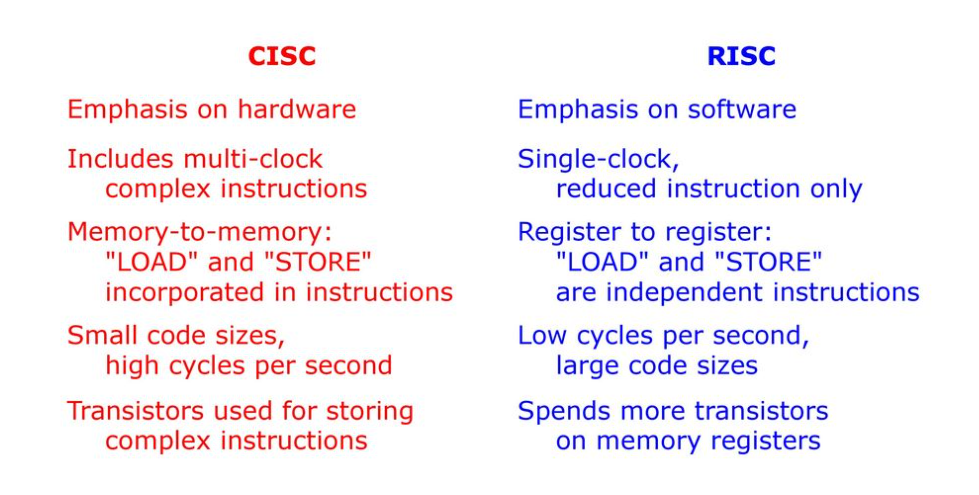 CISC
Emphasis on hardware
Includes multi-clock
complex instructions
Memory-to-memory:
"LOAD" and "STORE"
incorporated in instructions
Small code sizes,
high cycles per second
Transistors used for storing
complex instructions
RISC
Emphasis on software
Single-clock,
reduced instruction only
Register to register:
"LOAD" and "STORE"
are independent instructions
Low cycles per second,
large code sizes
Spends more transistors
on memory registers